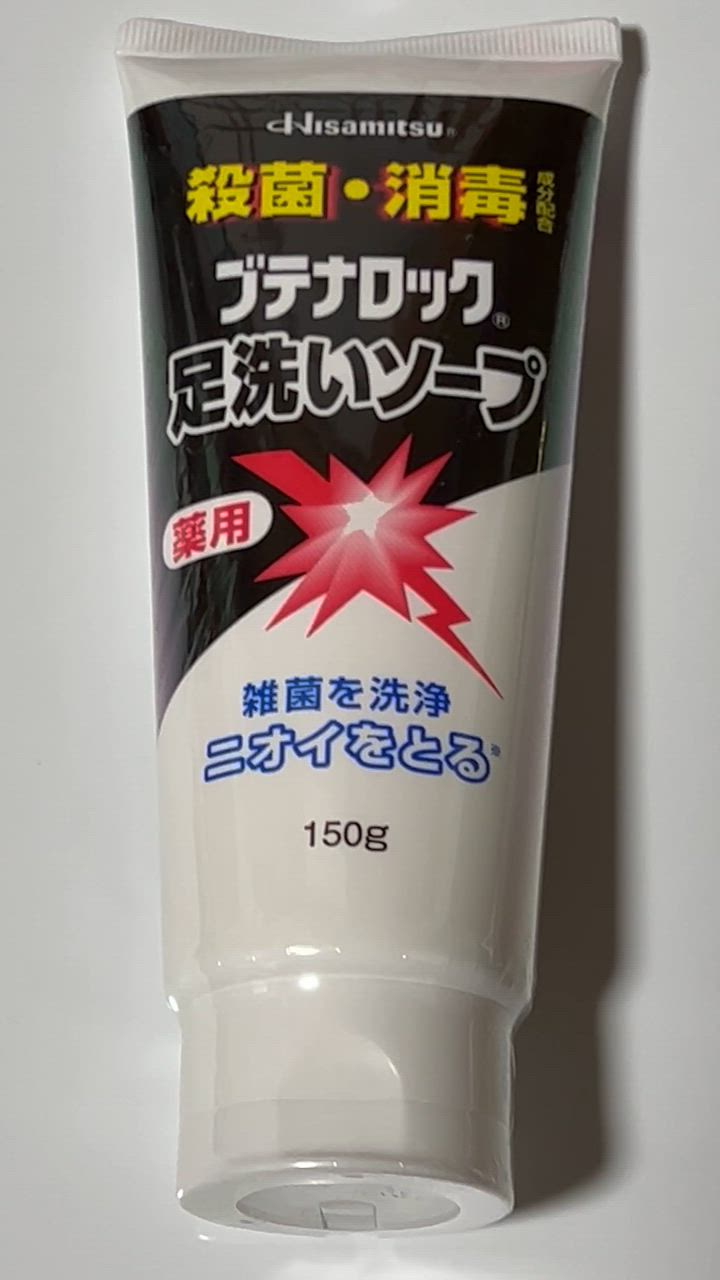 Hisamitsu®
殺菌・消毒 成分配合
ブテナロック®
足洗いソープ
薬用
雑菌を洗浄
ニオイをとる※
150g